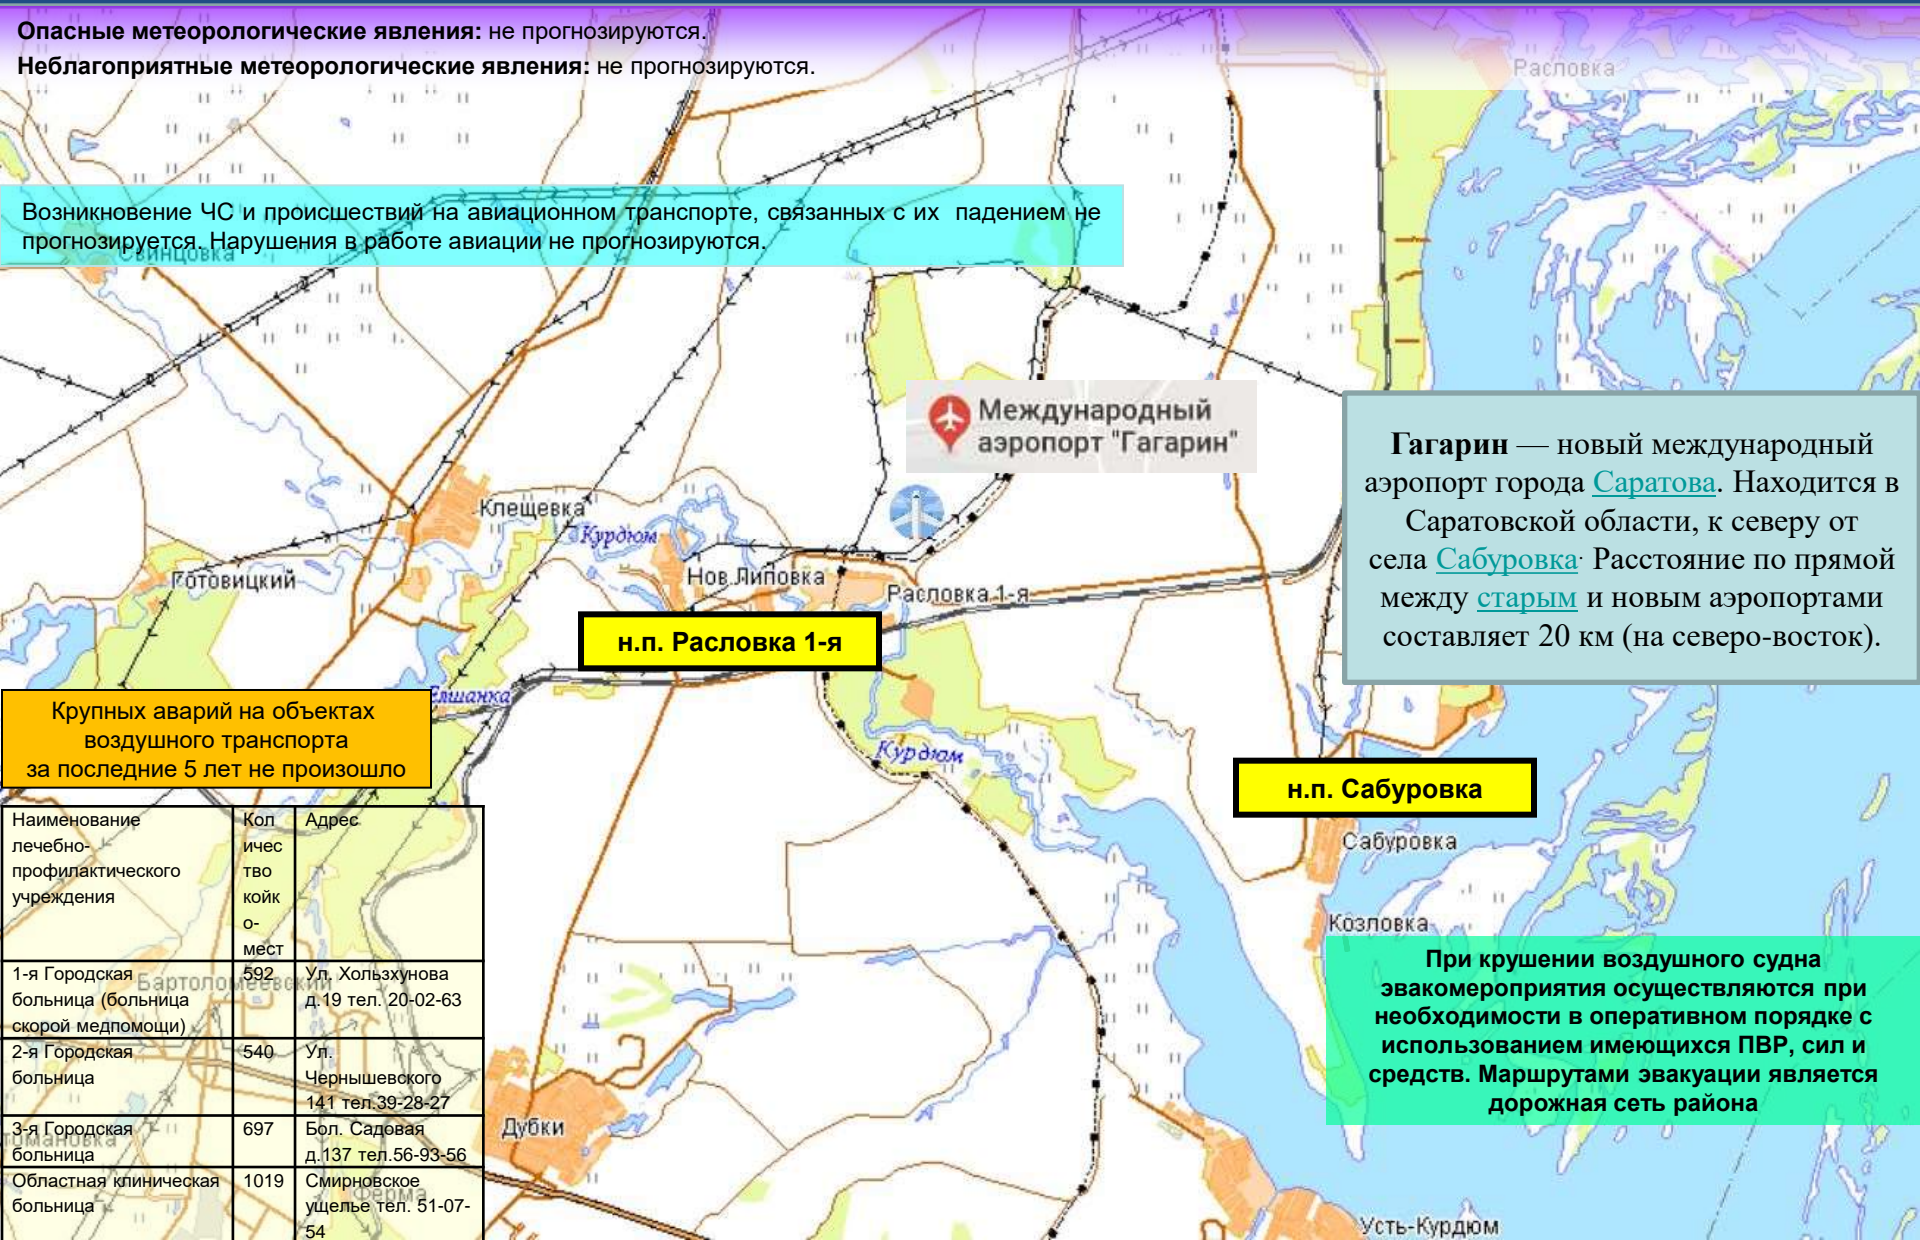 Опасные метеорологические явления: не прогнозируются.
Неблагоприятные метеорологические явления: не прогнозируются.
Расловка
Возникновение ЧС и происшествий на авиационном транспорте, связанных с их падением не
прогнозируется. Нарушения в работе авиации не прогнозируются.
Свинцовка
Международный
аэропорт "Гагарин"
Гагарин — новый международный
аэропорт города Саратова. Находится в
Саратовской области, к северу от
села Сабуровка. Расстояние по прямой
между старым и новым аэропортами
составляет 20 км (на северо-восток).
Клещевка
Курдюм
Готовицкий
Нов.Липовка
Расловка 1-я
н.п. Расловка 1-я
Елшанка
Крупных аварий на объектах
воздушного транспорта
за последние 5 лет не произошло
Курдюм
н.п. Сабуровка
Сабуровка
Козловка
Наименование
лечебно-
профилактического
учреждения
Кол
ичес
тво
койк
о-
мест
Адрес
1-я Городская
больница (больница
скорой медпомощи)
592
Ул. Хользхунова
д.19 тел. 20-02-63
Бартоломеевский
2-я Городская
больница
540
Ул.
Чернышевского
141 тел.39-28-27
3-я Городская
больница
697
Бол. Садовая
д.137 тел.56-93-56
Областная клиническая
больница
1019
Смирновское
ущелье тел. 51-07-
54
Ферма
Дубки
При крушении воздушного судна
эвакомероприятия осуществляются при
необходимости в оперативном порядке с
использованием имеющихся ПВР, сил и
средств. Маршрутами эвакуации является
дорожная сеть района
Усть-Курдюм